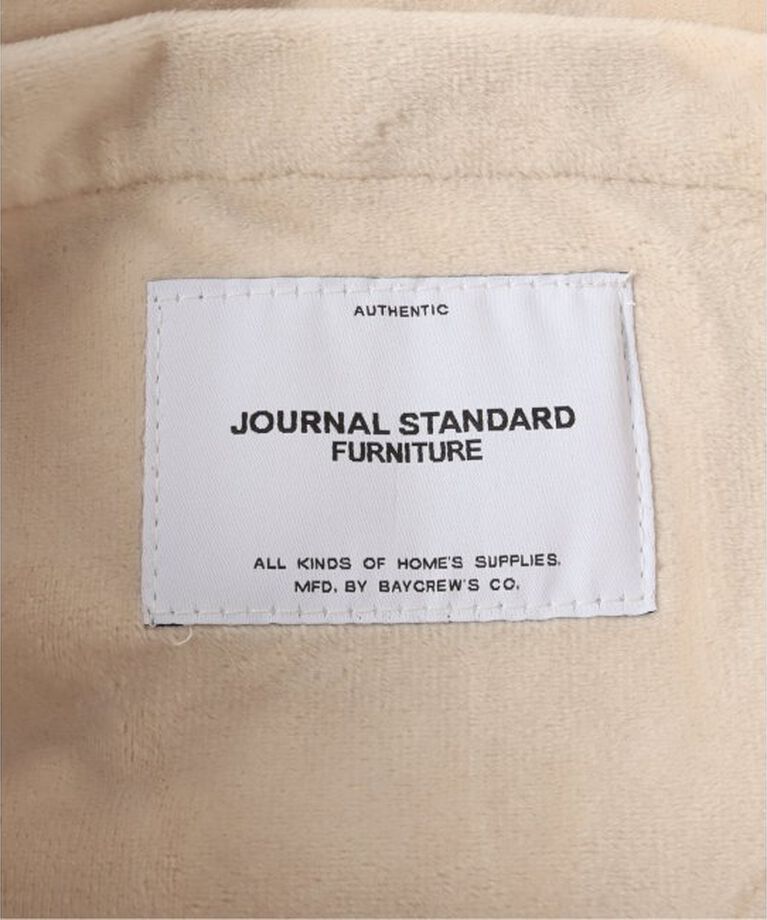 AUTHENTIC
JOURNAL STANDARD
FURNITURE
ALL KINDS OF HOME'S SUPPLIES.
MFD. BY BAYCREW'S CO.